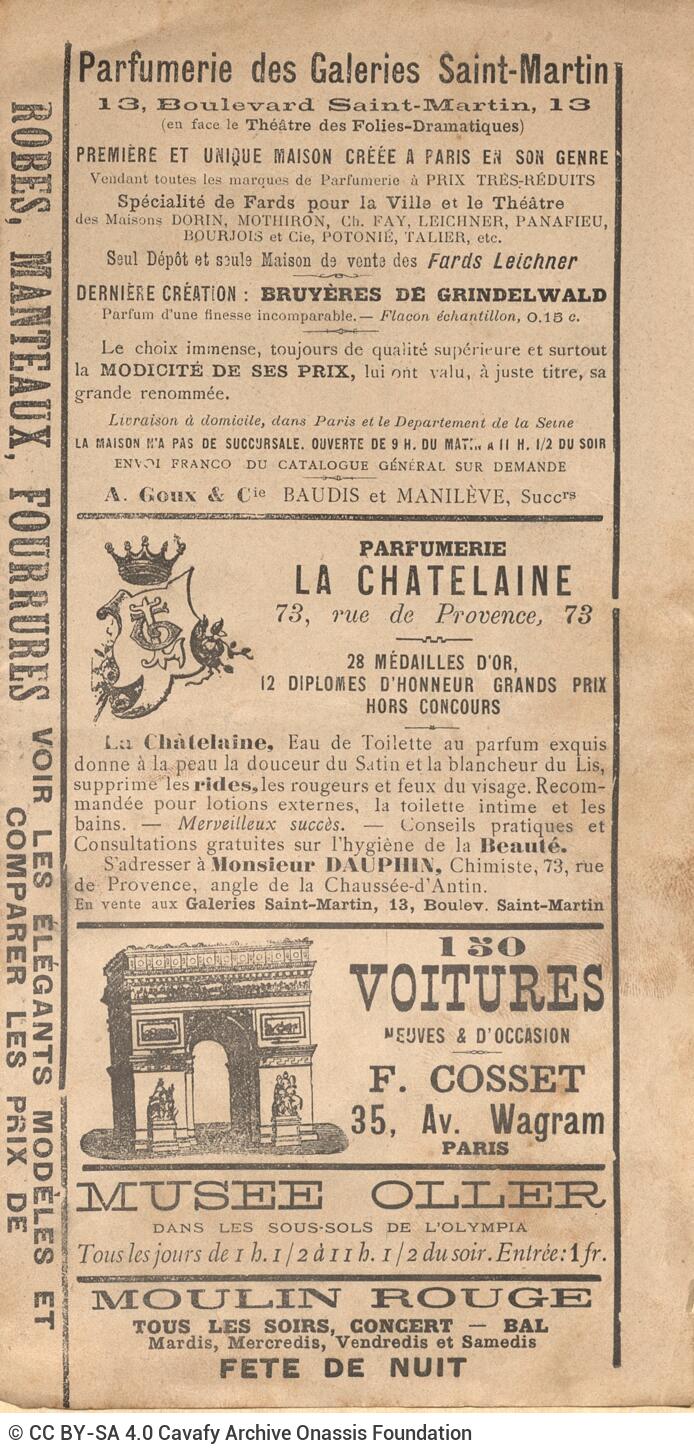 Parfumerie des Galeries Saint-Martin
13, Boulevard Saint-Martin, 13
(en face le Théâtre des Folies-Dramatiques)
PREMIÈRE ET UNIQUE MAISON CRÉÉE A PARIS EN SON GENRE
Vendant toutes les marques de Parfumerie à PRIX TRÈS-RÉDUITS
Spécialité de Fards pour la Ville et le Théâtre
des Maisons DORIN, MOTHIRON, Ch. FAY, LEICHNER, PANAFIEU,
BOURJOIS et Cie, POTONIÉ, TALIER, etc.
Seul Dépôt et seule Maison de vente des Fards Leichner
DERNIÈRE CRÉATION : BRUYÈRES DE GRINDELWALD
Parfum d'une finesse incomparable. — Flacon échantillon, 0.15 c.
Le choix immense, toujours de qualité supérieure et surtout
la MODICITÉ DE SES PRIX, lui ont valu, à juste titre, sa
grande renommée.
Livraison à domicile, dans Paris et le Departement de la Seine
LA MAISON N'A PAS DE SUCCURSALE. OUVERTE DE 9 H. DU MATIN A 11 H. 1/2 DU SOIR
ENVOI FRANCO DU CATALOGUE GÉNÉRAL SUR DEMANDE
A. Goux & Cie BAUDIS et MANILÈVE, Succrs
PARFUMERIE
LA CHATELAINE
73, rue de Provence, 73
28 MÉDAILLES D'OR,
12 DIPLOMES D'HONNEUR GRANDS PRIX
HORS CONCOURS
La Châtelaine, Eau de Toilette au parfum exquis
donne à la peau la douceur du Satin et la blancheur du Lis,
supprime les rides, les rougeurs et feux du visage. Recom-
mandée pour lotions externes, la toilette intime et les
bains. — Merveilleux succès. — Conseils pratiques et
Consultations gratuites sur l'hygiène de la Beauté.
S'adresser à Monsieur DAUPHIN, Chimiste, 73, rue
de Provence, angle de la Chaussée-d'Antin.
En vente aux Galeries Saint-Martin, 13, Boulev. Saint-Martin
150
VOITURES
NEUVES & D'OCCASION
F. COSSET
35, Av. Wagram
PARIS
MUSEE OLLER
DANS LES SOUS-SOLS DE L'OLYMPIA
Tous les jours de 1 h. 1/2 à 11 h. 1/2 du soir. Entrée: 1 fr.
MOULIN ROUGE
TOUS LES SOIRS, CONCERT — BAL
Mardis, Mercredis, Vendredis et Samedis
FETE DE NUIT
ROBES, MANTEAUX, FOURRURES VOIR LES ÉLÉGANTS MODÈLES ET
COMPARER LES PRIX DE
© CC BY-SA 4.0 Cavafy Archive Onassis Foundation